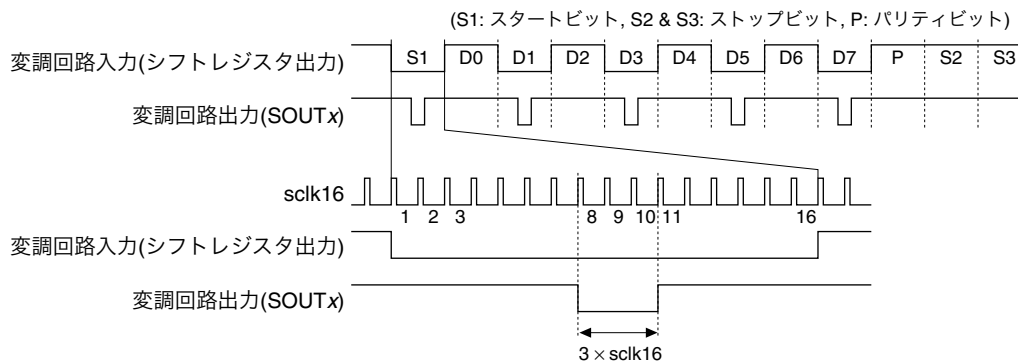 (S1: スタートビット, S2 & S3: ストップビット, P: パリティビット)
変調回路入力(シフトレジスタ出力) S1 D0 D1 D2 D3 D4 D5 D6 D7 P S2 S3
変調回路出力(SOUTx)
sclk16
1 2 3 8 9 10 11 16
変調回路入力(シフトレジスタ出力)
変調回路出力(SOUTx)
3 × sclk16